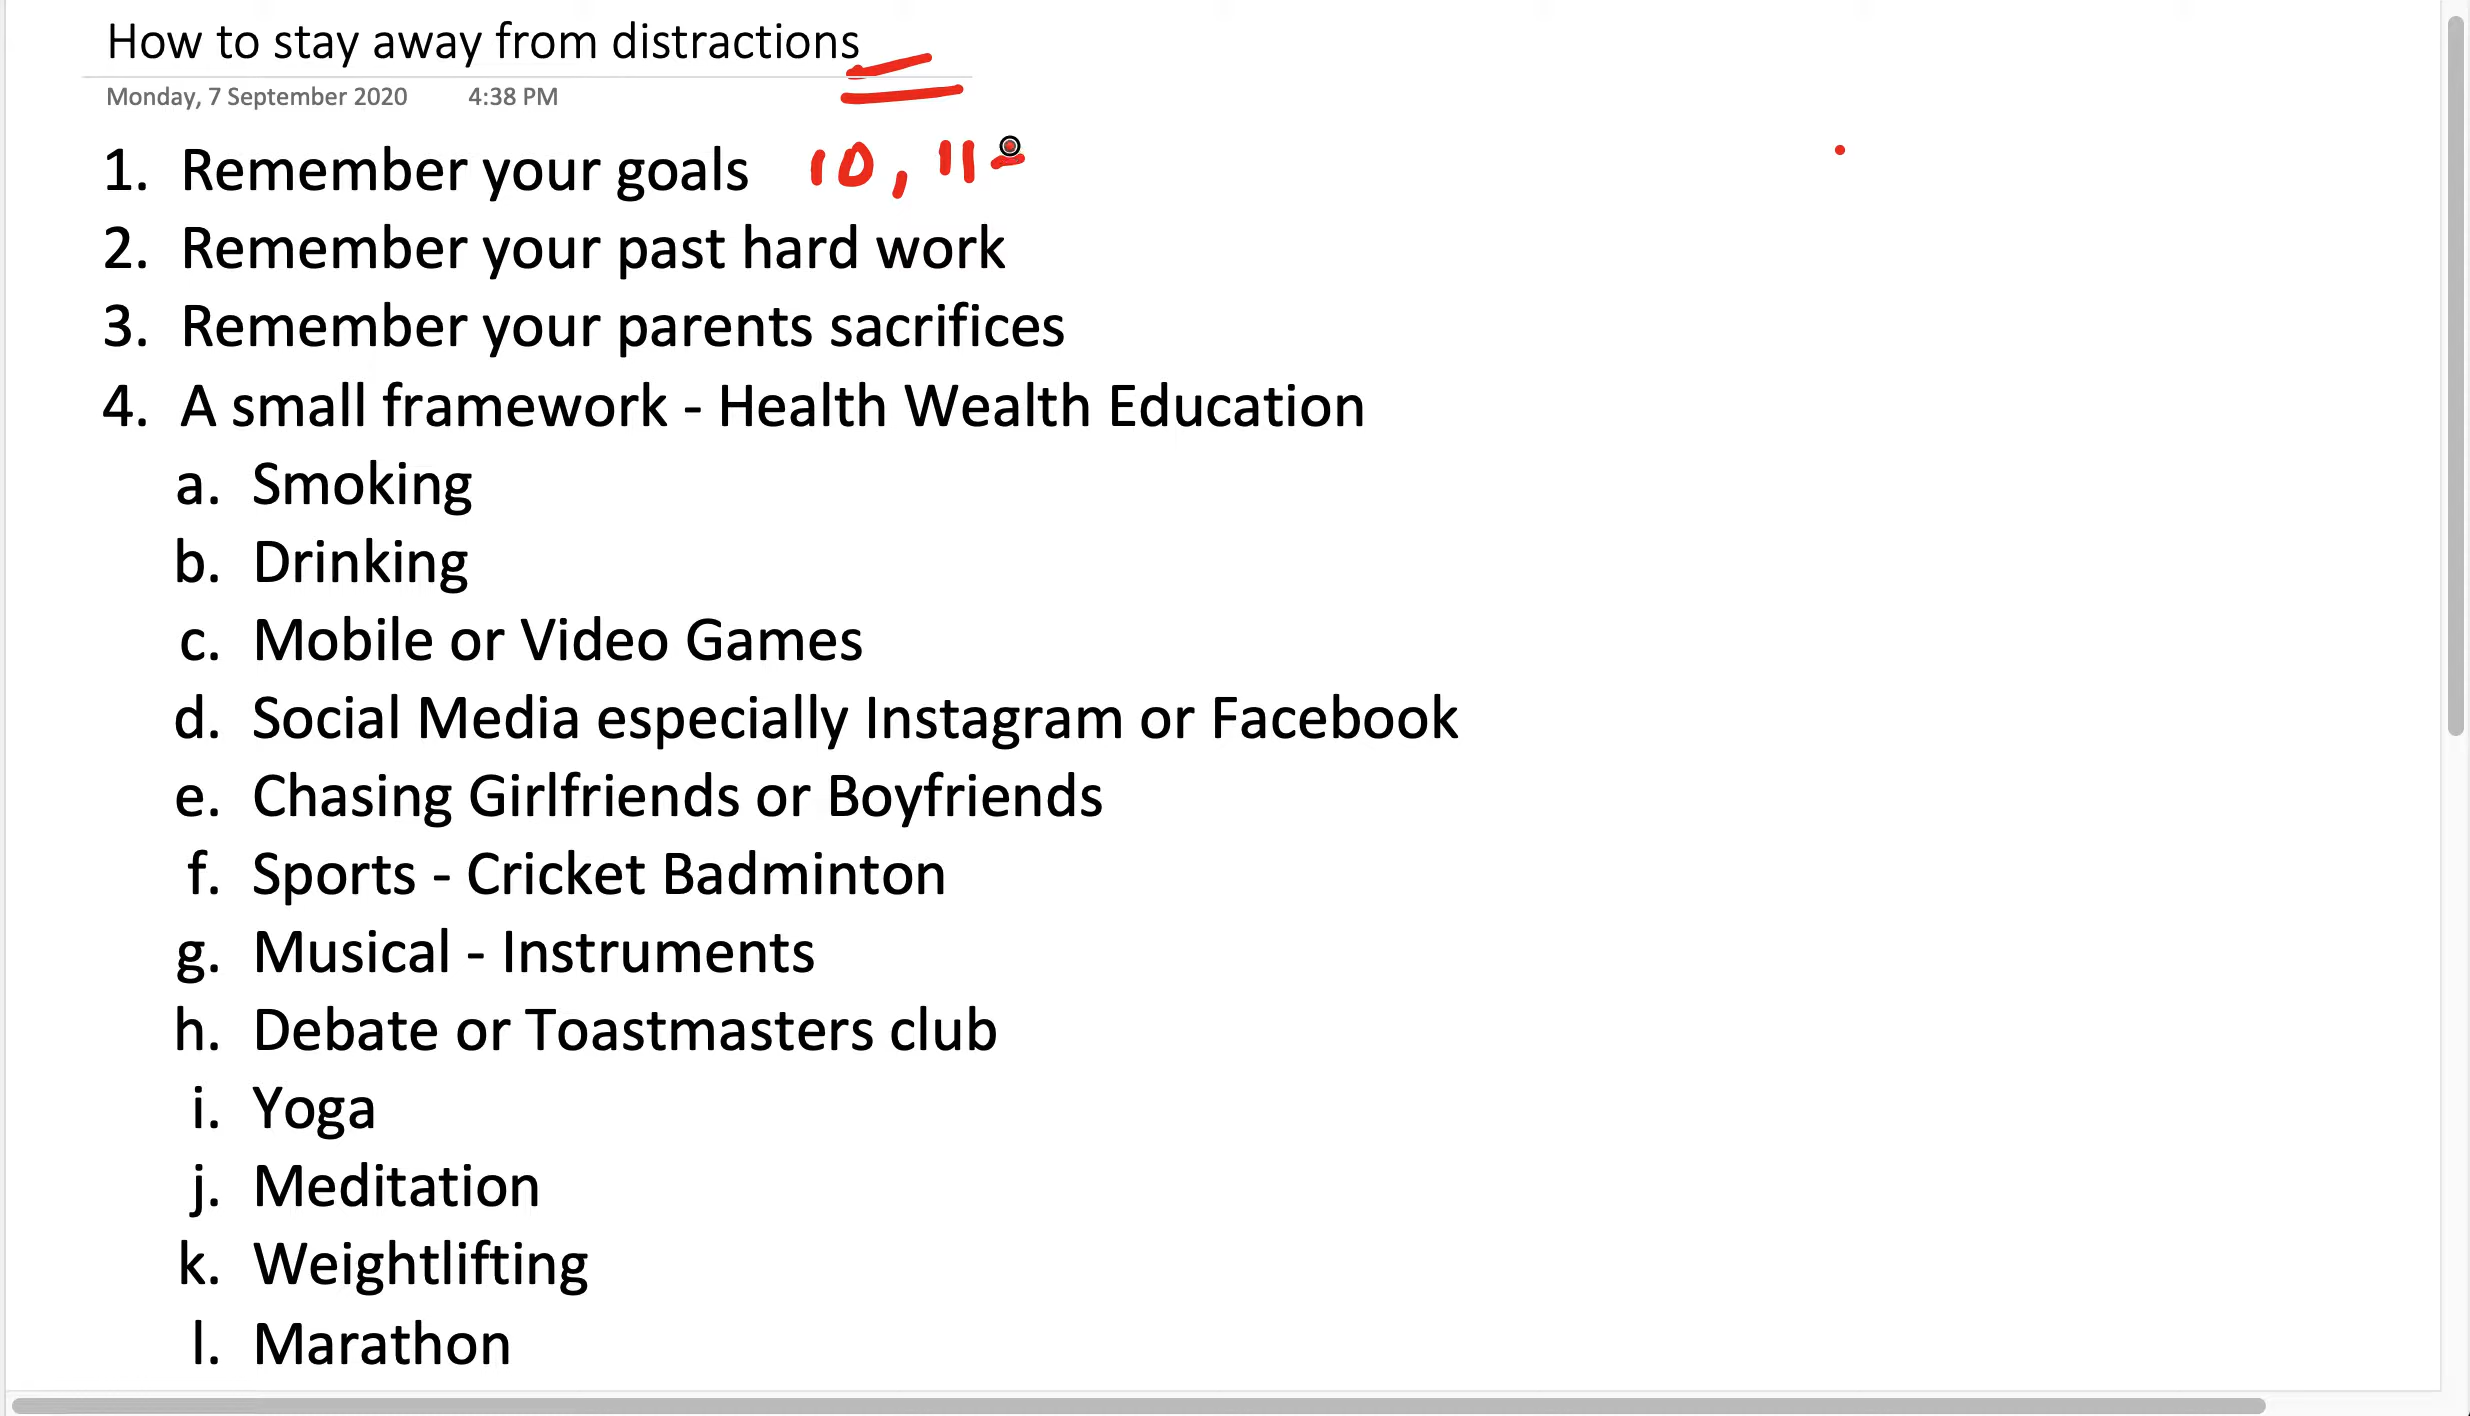 How to stay away from distractions
Monday, 7 September 2020 4:38 PM
1. Remember your goals 10, 11
2. Remember your past hard work
3. Remember your parents sacrifices
4. A small framework - Health Wealth Education
a. Smoking
b. Drinking
c. Mobile or Video Games
d. Social Media especially Instagram or Facebook
e. Chasing Girlfriends or Boyfriends
f. Sports - Cricket Badminton
g. Musical - Instruments
h. Debate or Toastmasters club
i. Yoga
j. Meditation
k. Weightlifting
l. Marathon